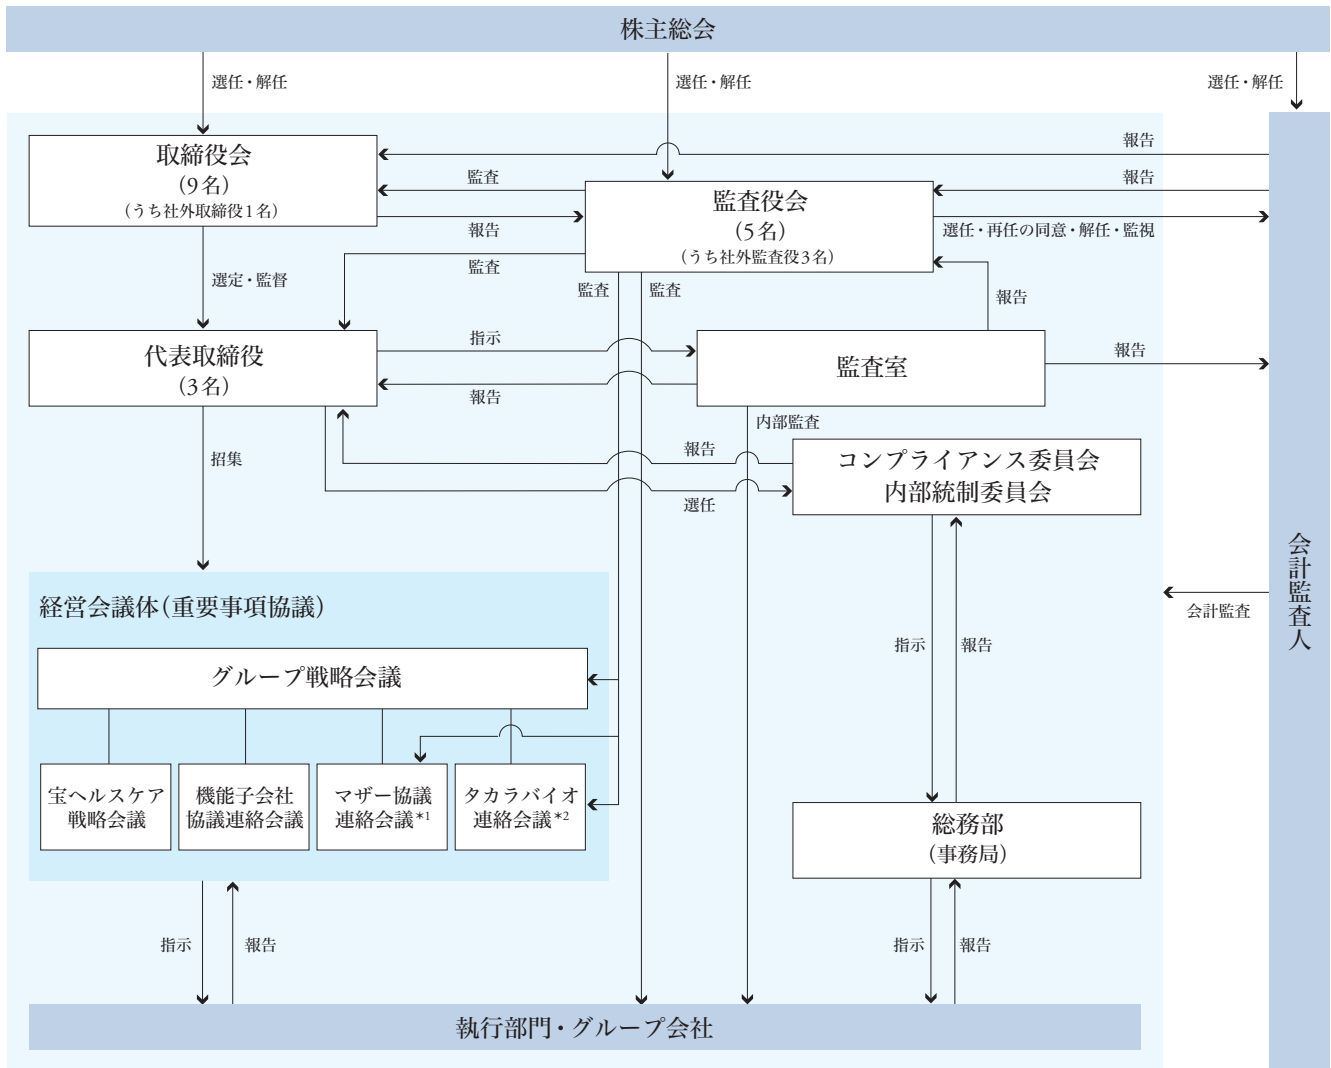 株主総会
選任・解任
選任・解任
選任・解任
取締役会
（9名）
（うち社外取締役1名）
報告
監査
報告
監査役会
（5名）
（うち社外監査役3名）
報告
選任・再任の同意・解任・監視
監査
選定・監督
監査
監査
報告
代表取締役
（3名）
指示
報告
監査室
報告
内部監査
招集
報告
選任
コンプライアンス委員会
内部統制委員会
会計監査人
会計監査
経営会議体（重要事項協議）
グループ戦略会議
宝ヘルスケア
戦略会議
機能子会社
協議連絡会議
マザー協議
連絡会議*1
タカラバイオ
連絡会議*2
指示
報告
総務部
（事務局）
指示
報告
指示
報告
執行部門・グループ会社